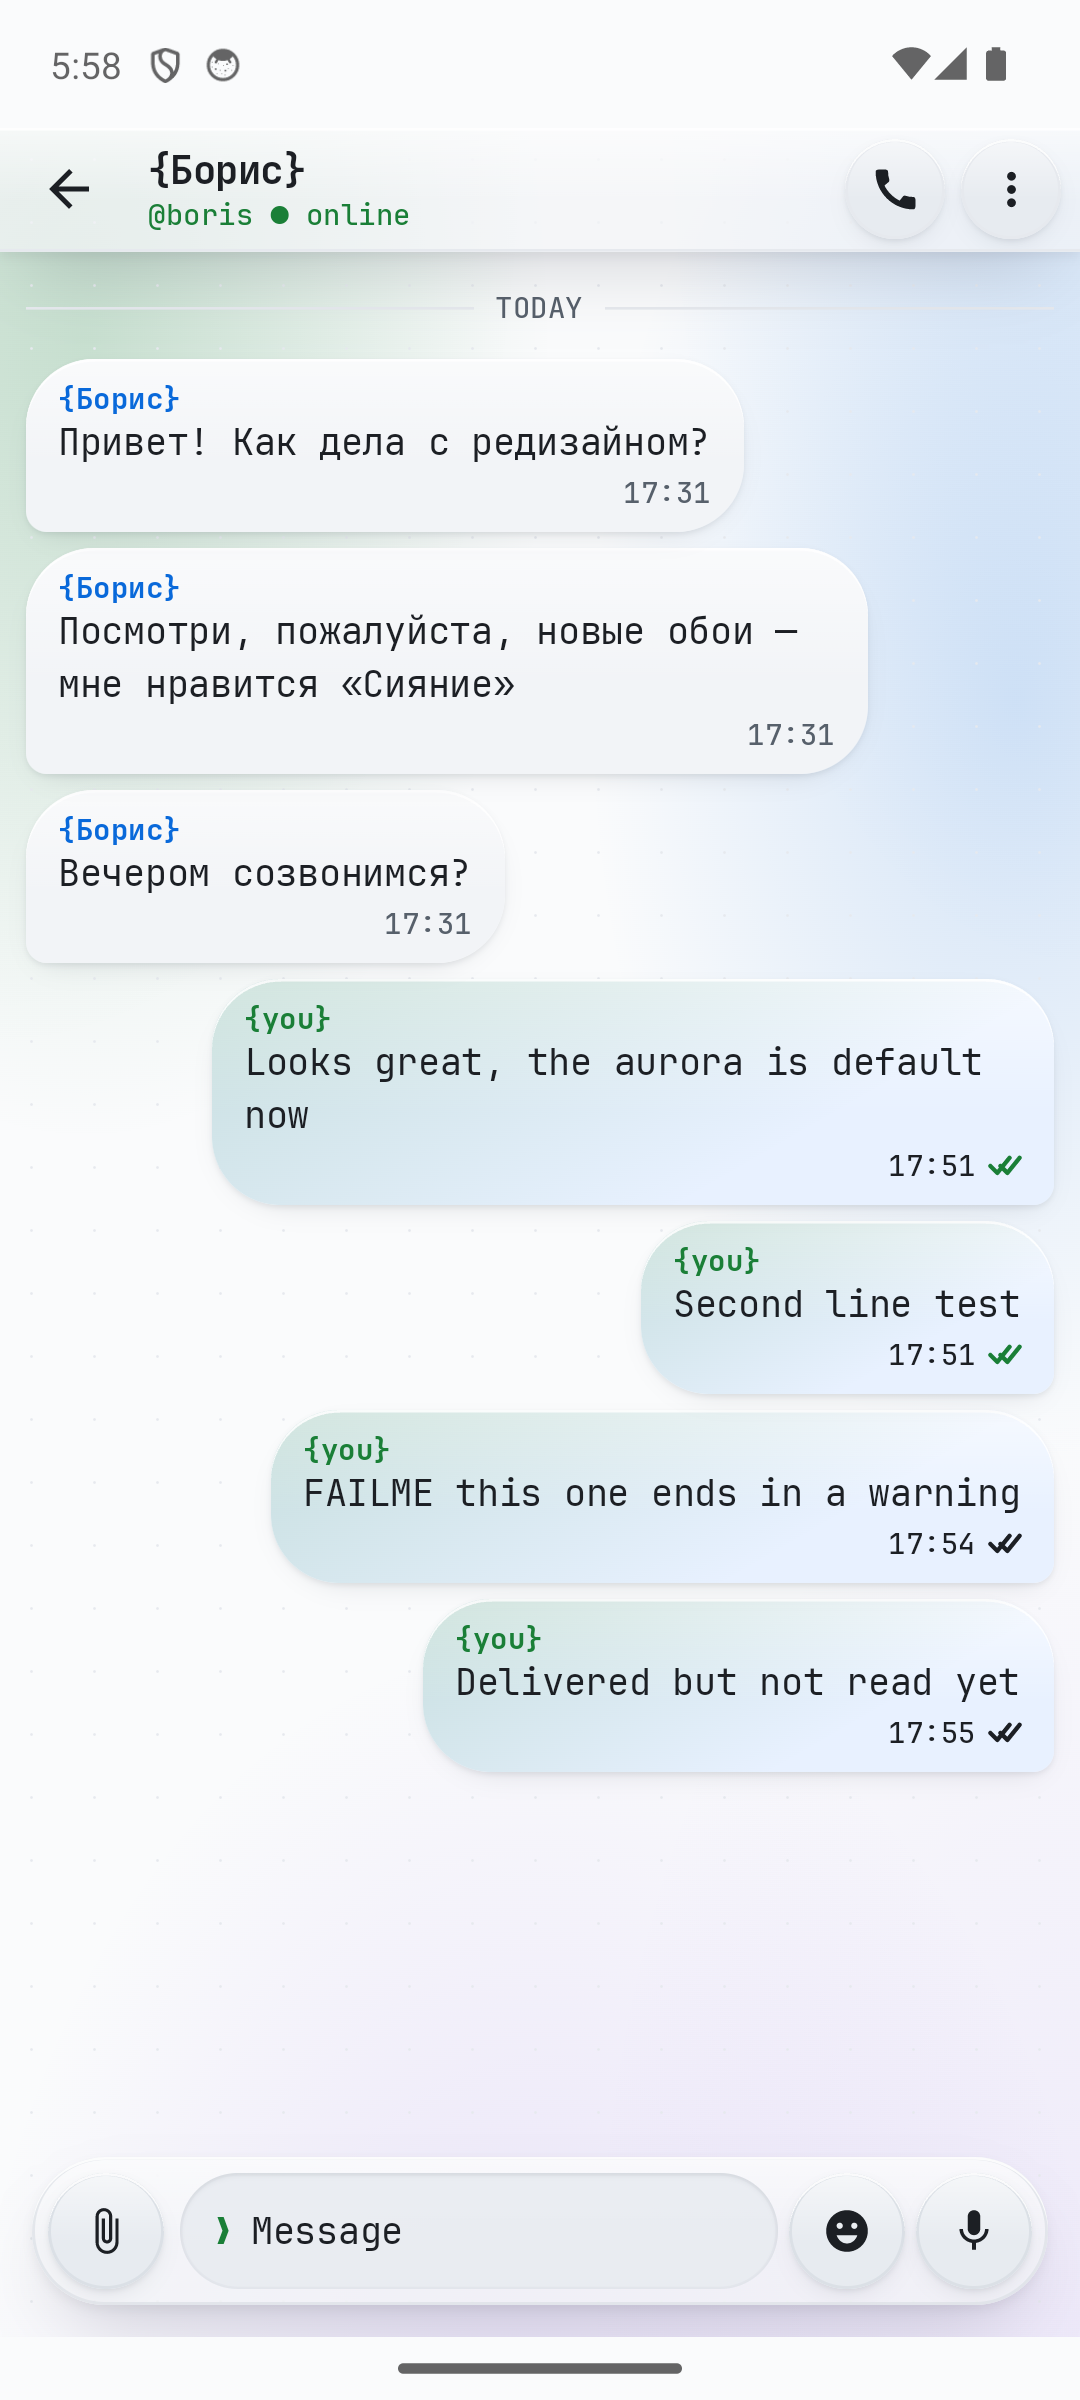 5:58
{Борис}
@boris ● online
TODAY
{Борис}
Привет! Как дела с редизайном?
17:31
{Борис}
Посмотри, пожалуйста, новые обои —
мне нравится «Сияние»
17:31
{Борис}
Вечером созвонимся?
17:31
{you}
Looks great, the aurora is default
now
17:51
{you}
Second line test
17:51
{you}
FAILME this one ends in a warning
17:54
{you}
Delivered but not read yet
17:55
❯ Message